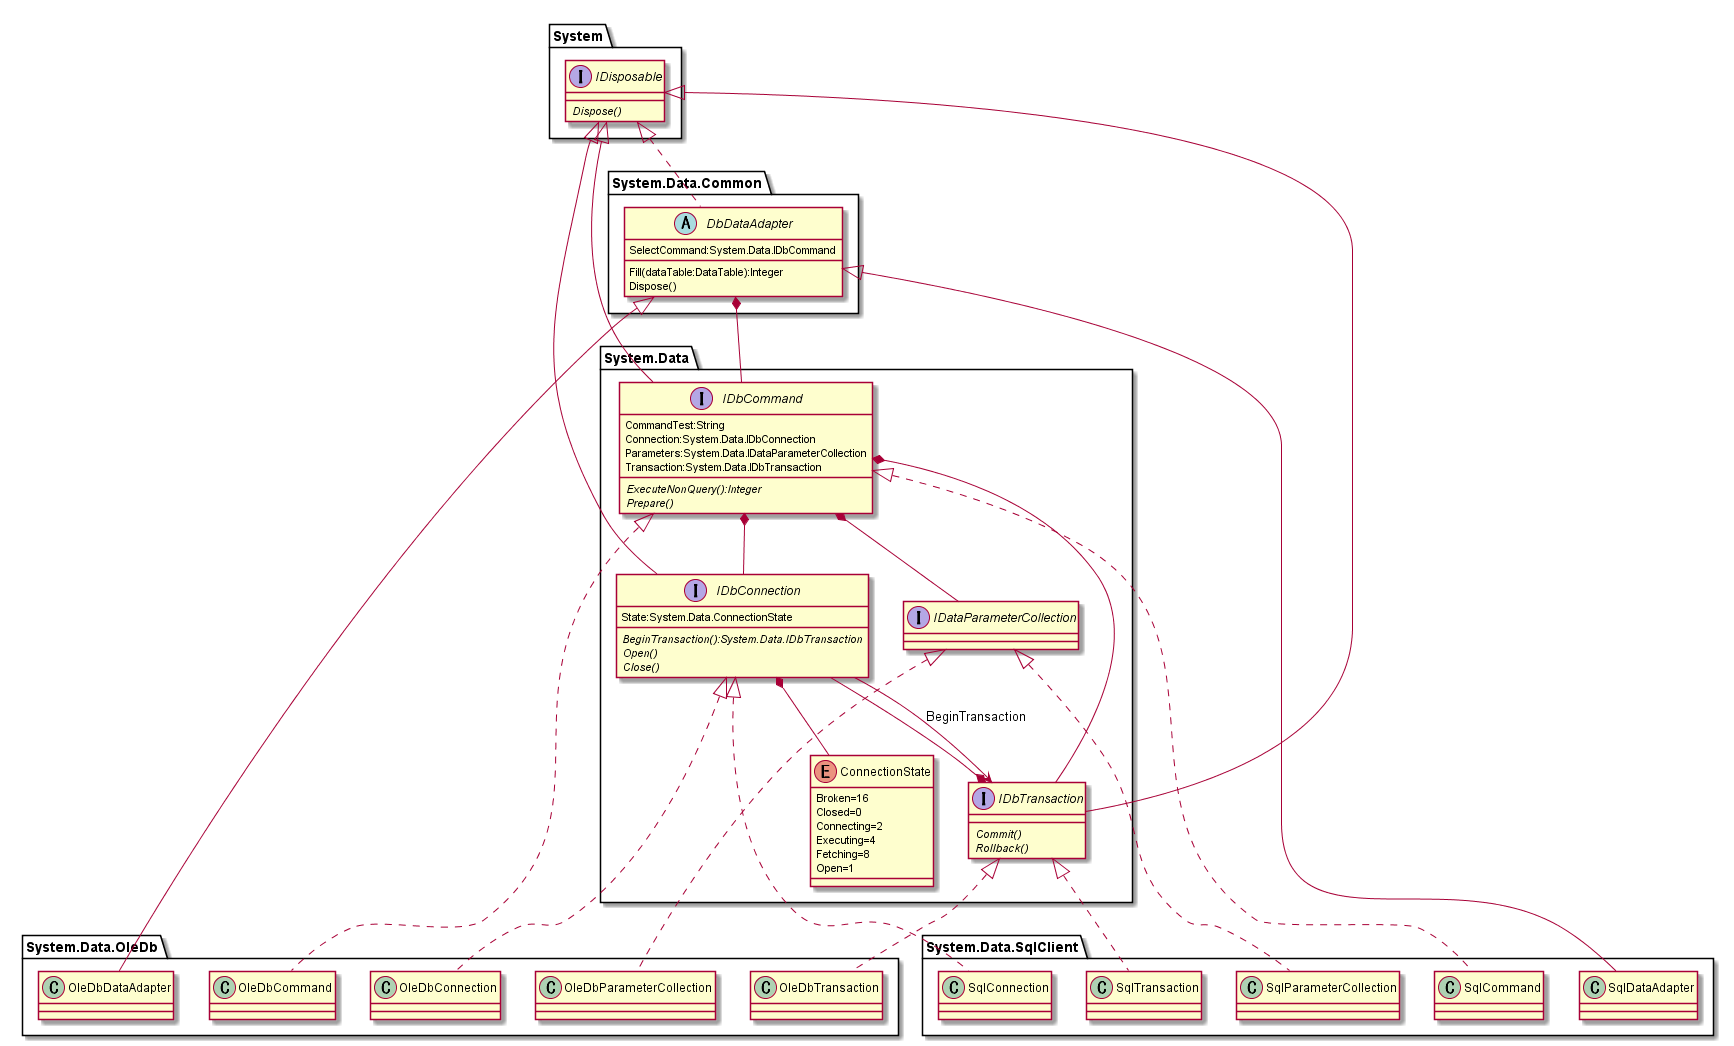 System
I IDisposable
Dispose()
System.Data.Common
A DbDataAdapter
SelectCommand:System.Data.IDbCommand
Fill(dataTable:DataTable):Integer
Dispose()
System.Data
I IDbCommand
CommandTest:String
Connection:System.Data.IDbConnection
Parameters:System.Data.IDataParameterCollection
Transaction:System.Data.IDbTransaction
ExecuteNonQuery():Integer
Prepare()
I IDbConnection
State:System.Data.ConnectionState
BeginTransaction():System.Data.IDbTransaction
Open()
Close()
I IDataParameterCollection
BeginTransaction
E ConnectionState
Broken=16
Closed=0
Connecting=2
Executing=4
Fetching=8
Open=1
I IDbTransaction
Commit()
Rollback()
System.Data.OleDb
C OleDbDataAdapter
C OleDbCommand
C OleDbConnection
C OleDbParameterCollection
C OleDbTransaction
System.Data.SqlClient
C SqlConnection
C SqlTransaction
C SqlParameterCollection
C SqlCommand
C SqlDataAdapter